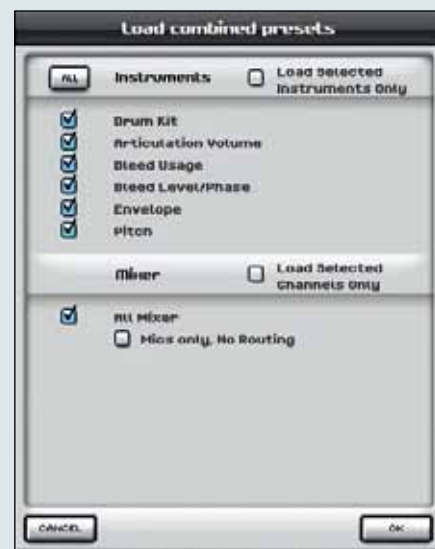 Load combined presets
ALL Instruments Load Selected
Instruments Only
Drum Kit
Articulation Volume
Bleed Usage
Bleed Level/Phase
Envelope
Pitch
Mixer Load Selected
Channels Only
All Mixer
Mics only, No Routing
CANCEL OK